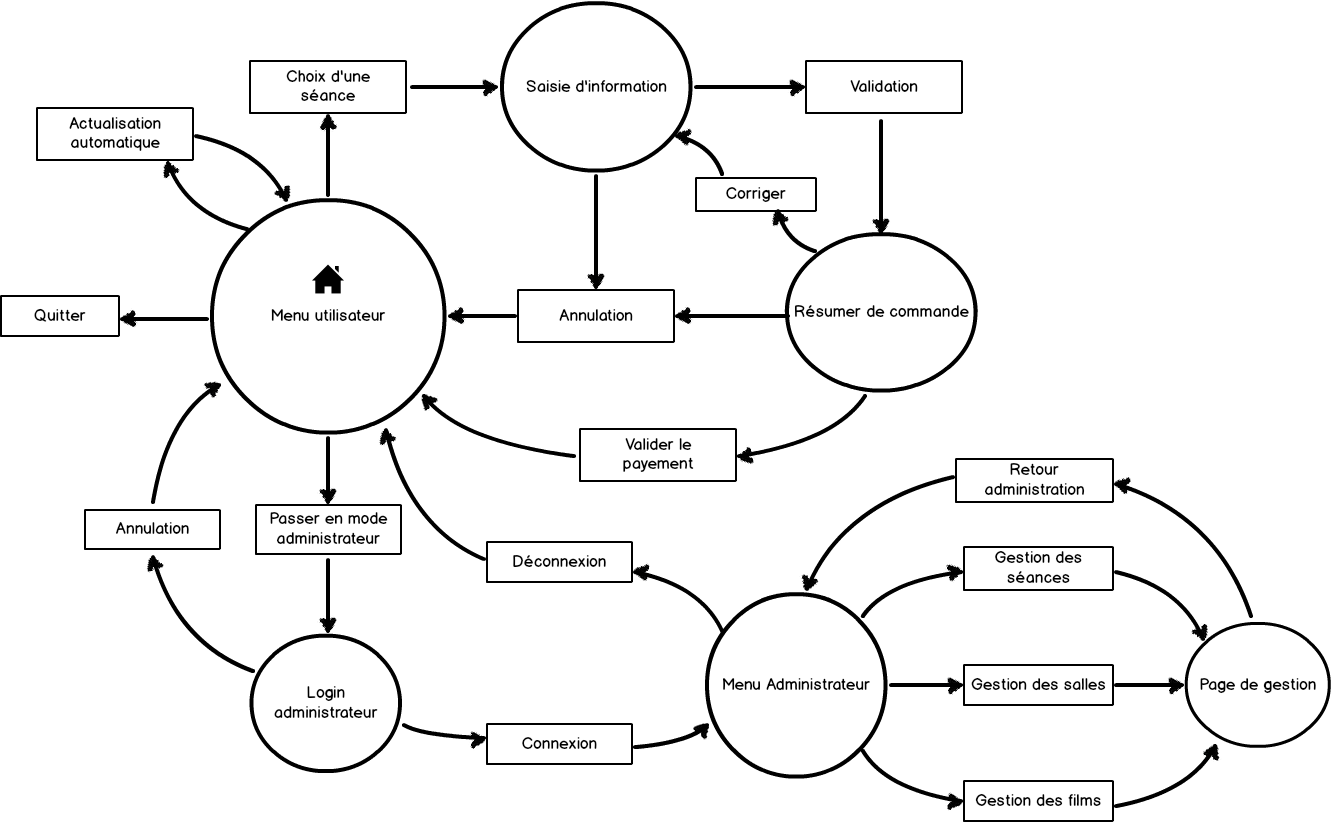 Choix d'une
séance
Saisie d'information
Validation
Actualisation
automatique
Corriger
Quitter
Menu utilisateur
Annulation
Résumer de commande
Valider le
payement
Retour
administration
Annulation
Passer en mode
administrateur
Déconnexion
Gestion des
séances
Login
administrateur
Menu Administrateur
Gestion des salles
Page de gestion
Connexion
Gestion des films